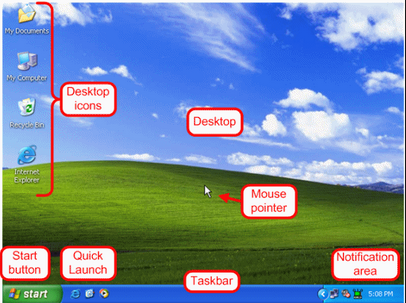 My Documents
My Computer
Recycle Bin
Internet
Explorer
Desktop
icons
Desktop
Mouse
pointer
Start
button
Quick
Launch
Taskbar
Notification
area
start
5:08 PM